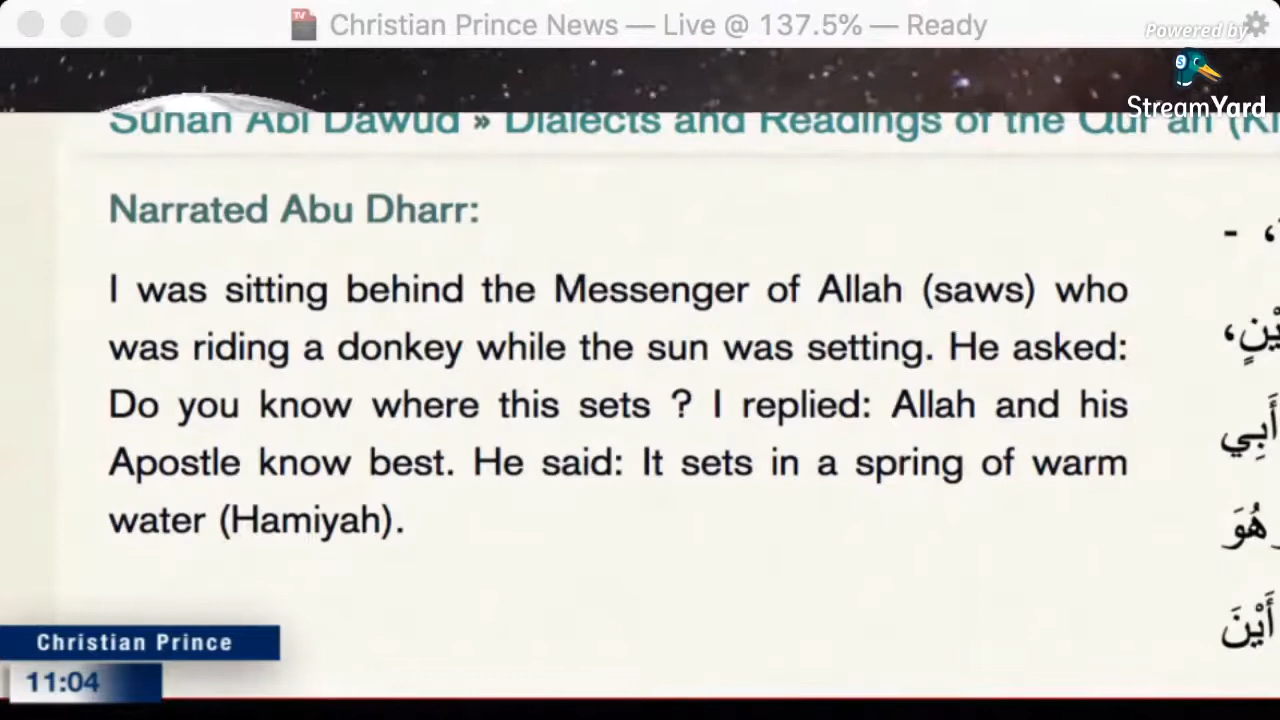 Christian Prince News — Live @ 137.5% — Ready
Powered by
StreamYard
Sunan Abi Dawud » Dialects and Readings of the Qur'an
Narrated Abu Dharr:
I was sitting behind the Messenger of Allah (saws) who
was riding a donkey while the sun was setting. He asked:
Do you know where this sets ? I replied: Allah and his
Apostle know best. He said: It sets in a spring of warm
water (Hamiyah).
أَبِي
أَيْنَ
Christian Prince
11:04